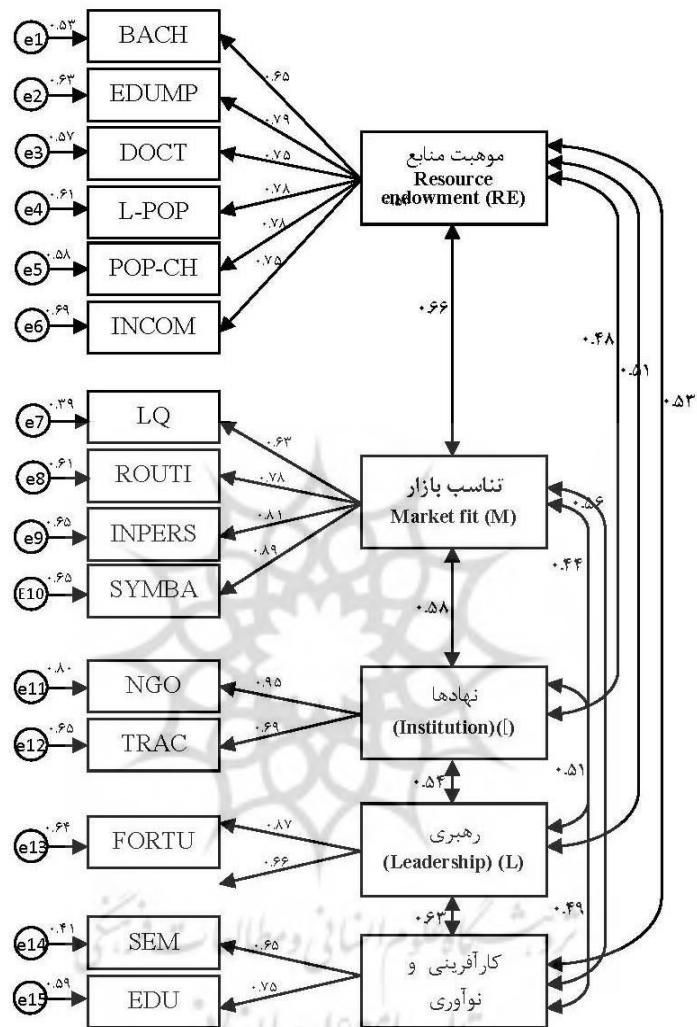 e1 ۰.۵۳ BACH
۰.۶۵
e2 ۰.۶۳ EDUMP
۰.۷۹
e3 ۰.۵۷ DOCT
۰.۷۵
e4 ۰.۶۱ L-POP
۰.۷۸
e5 ۰.۵۸ POP-CH
۰.۷۸
e6 ۰.۶۹ INCOM
۰.۷۵
موهبت منابع
Resource
endowment (RE)
۰.۶۶
۰.۴۸
۰.۵۱
۰.۵۳
e7 ۰.۳۹ LQ
۰.۶۳
e8 ۰.۶۱ ROUTI
۰.۷۸
e9 ۰.۶۵ INPERS
۰.۸۱
E10 ۰.۶۵ SYMBA
۰.۸۹
تناسب بازار
Market fit (M)
۰.۵۶
۰.۴۴
۰.۵۸
e11 ۰.۸۰ NGO
۰.۹۵
e12 ۰.۶۵ TRAC
۰.۶۹
نهادها
(Institution)
۰.۵۱
۰.۵۴
e13 ۰.۶۴ FORTU
۰.۸۷
۰.۶۶
رهبری
(Leadership) (L)
۰.۴۹
۰.۶۳
e14 ۰.۴۱ SEM
۰.۶۵
e15 ۰.۵۹ EDU
۰.۷۵
کارآفرینی و
نوآوری
پژوهشگاه علوم انسانی و مطالعات فرهنگی